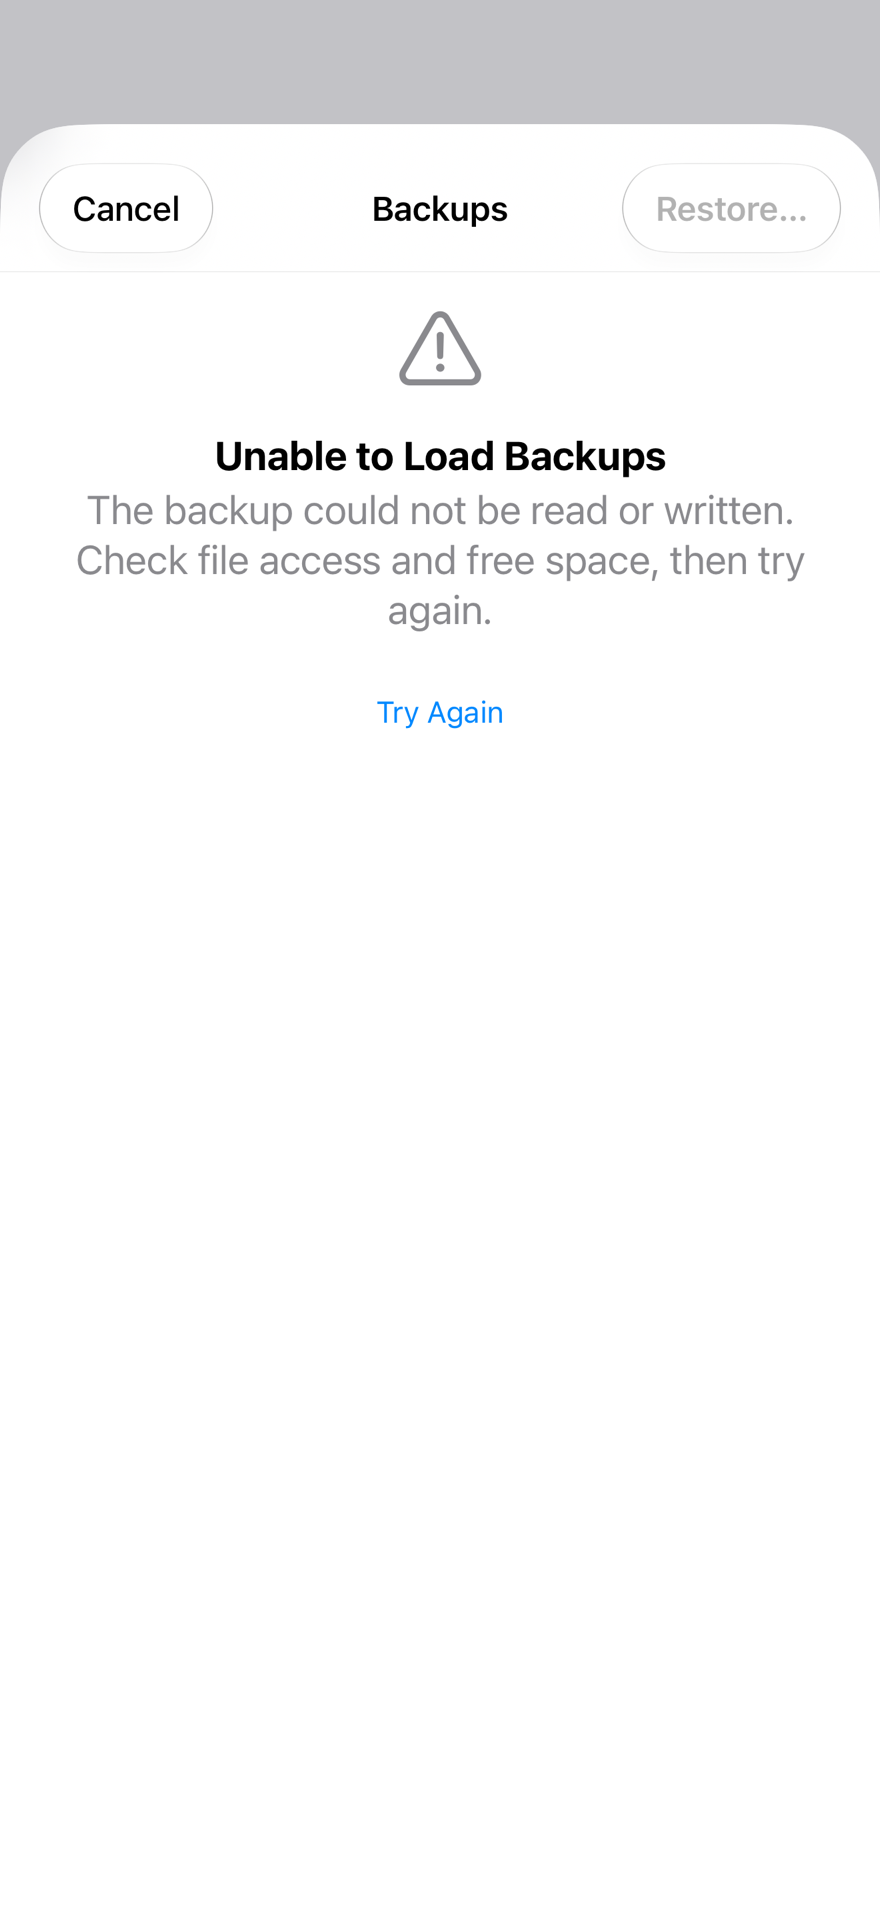 Cancel
Backups
Restore...
Unable to Load Backups
The backup could not be read or written.
Check file access and free space, then try
again.
Try Again